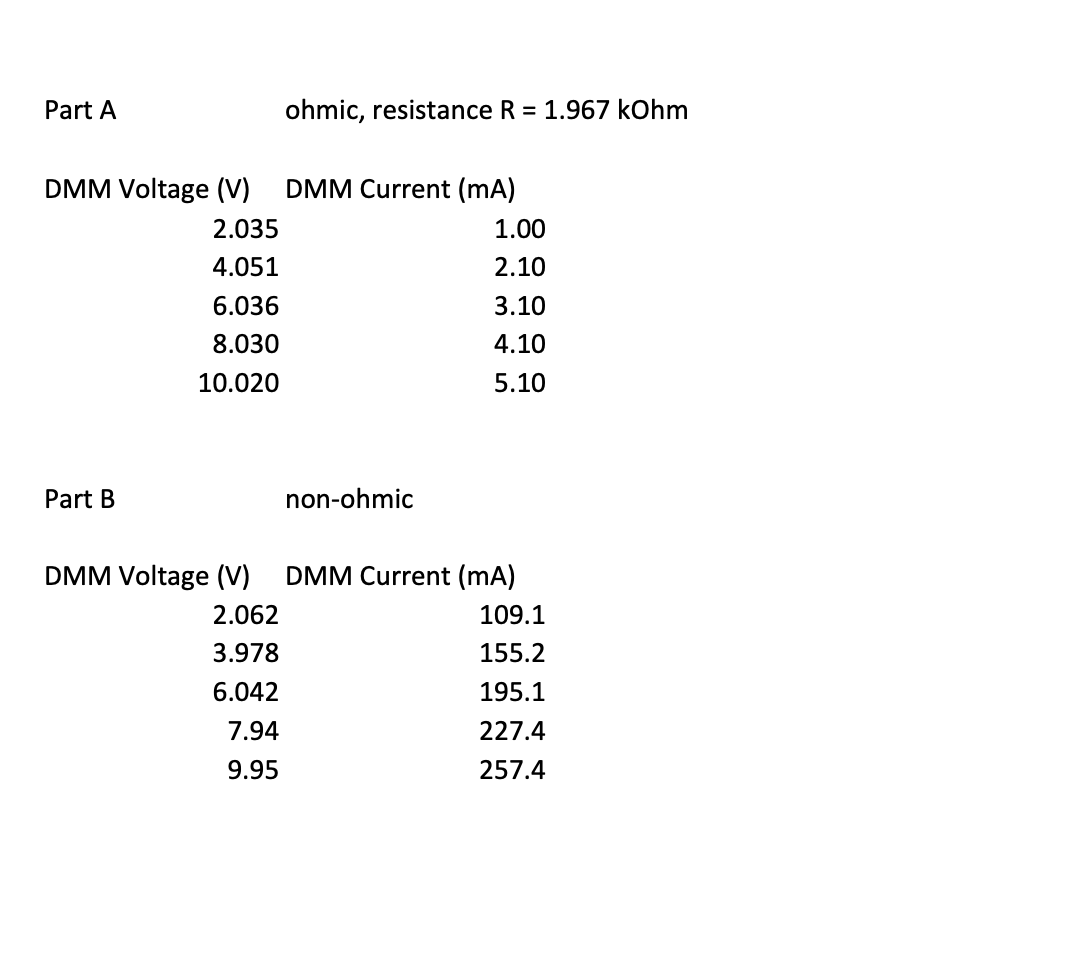 Part A ohmic, resistance R = 1.967 kOhm
DMM Voltage (V) DMM Current (mA)
2.035 1.00
4.051 2.10
6.036 3.10
8.030 4.10
10.020 5.10
Part B non-ohmic
DMM Voltage (V) DMM Current (mA)
2.062 109.1
3.978 155.2
6.042 195.1
7.94 227.4
9.95 257.4